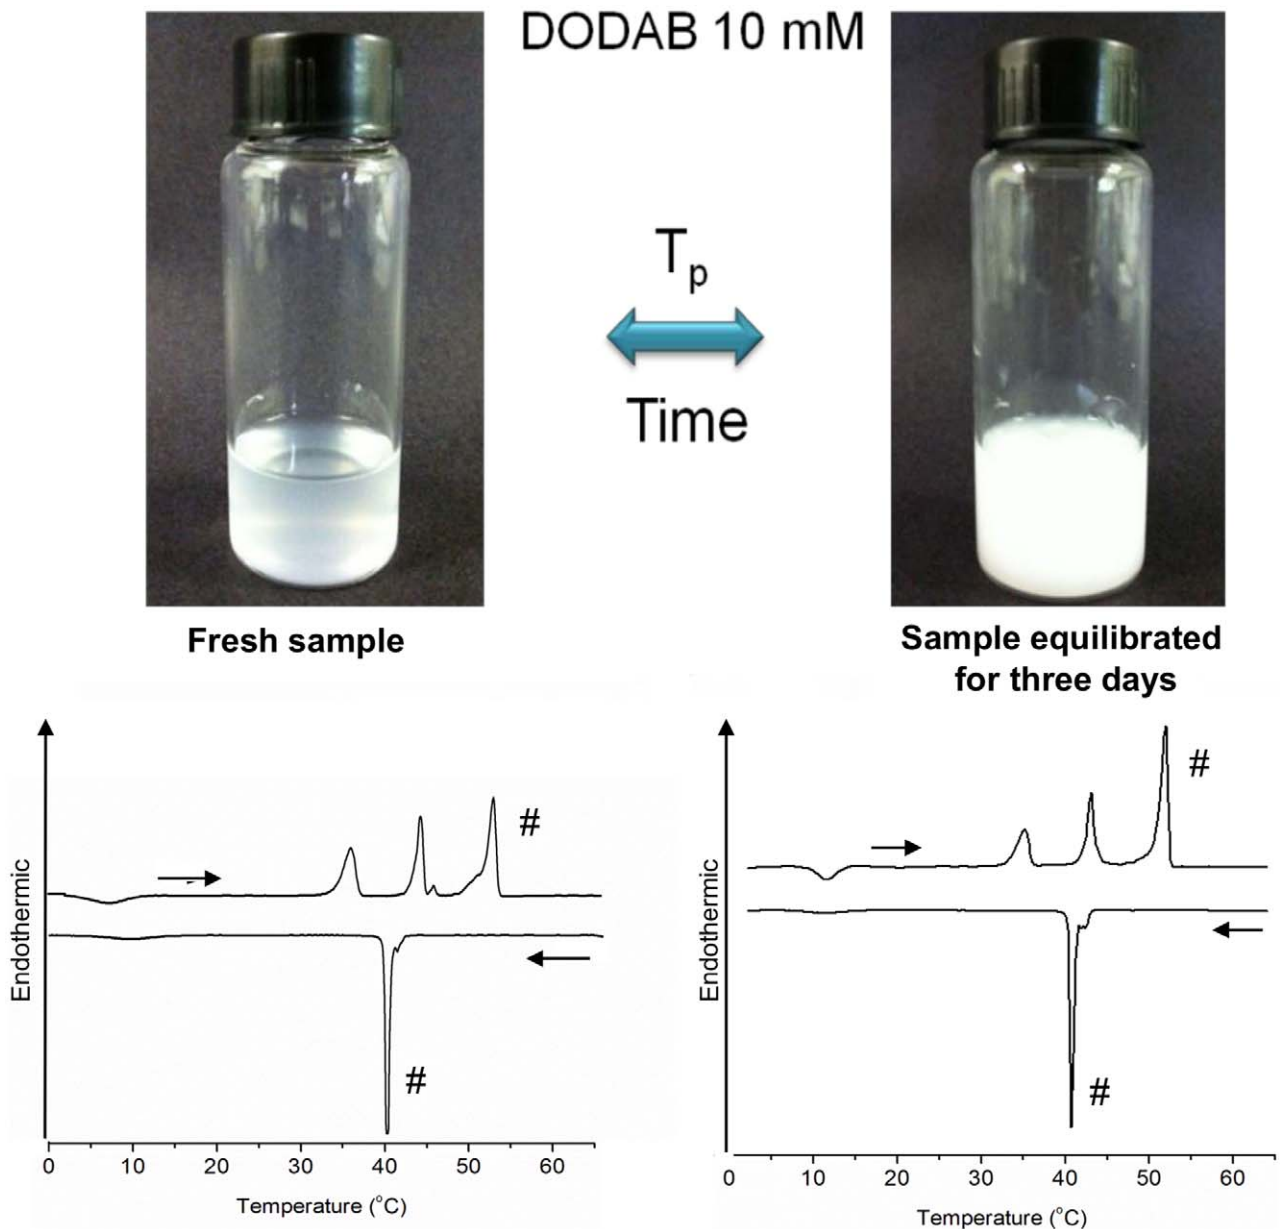 DODAB 10 mM
Tp
Time
Fresh sample
Sample equilibrated
for three days
Endothermic
#
#
0 10 20 30 40 50 60
Temperature (°C)
Endothermic
#
#
0 10 20 30 40 50 60
Temperature (°C)